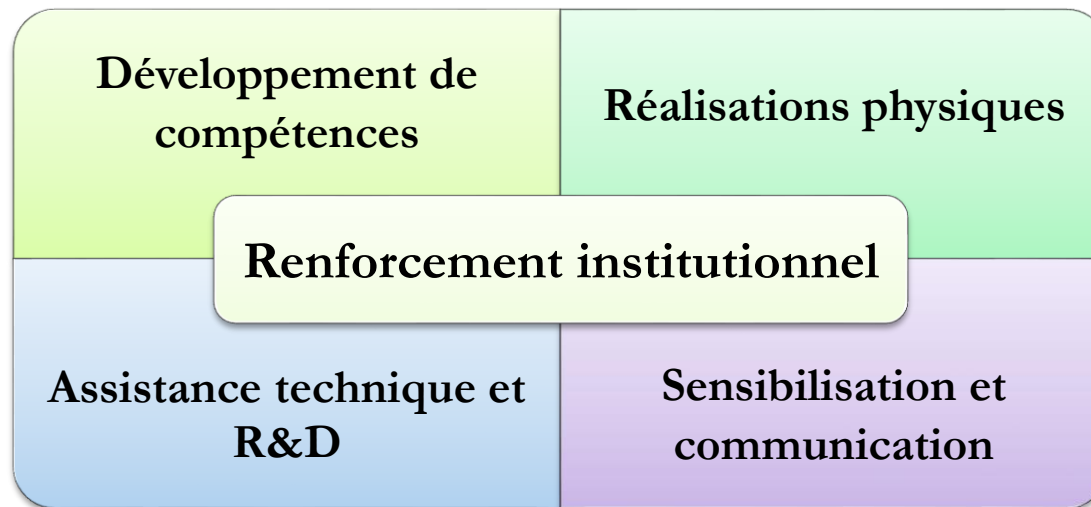 Développement de
compétences
Réalisations physiques
Renforcement institutionnel
Assistance technique et
R&D
Sensibilisation et
communication